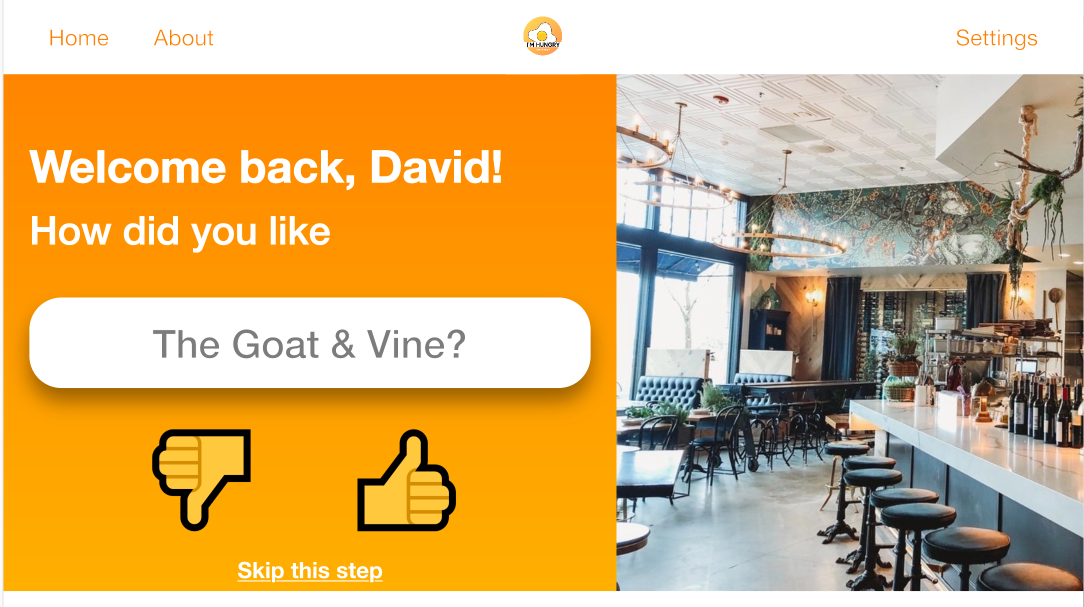 Home
About
I'M HUNGRY
Settings
Welcome back, David!
How did you like
The Goat & Vine?
Skip this step